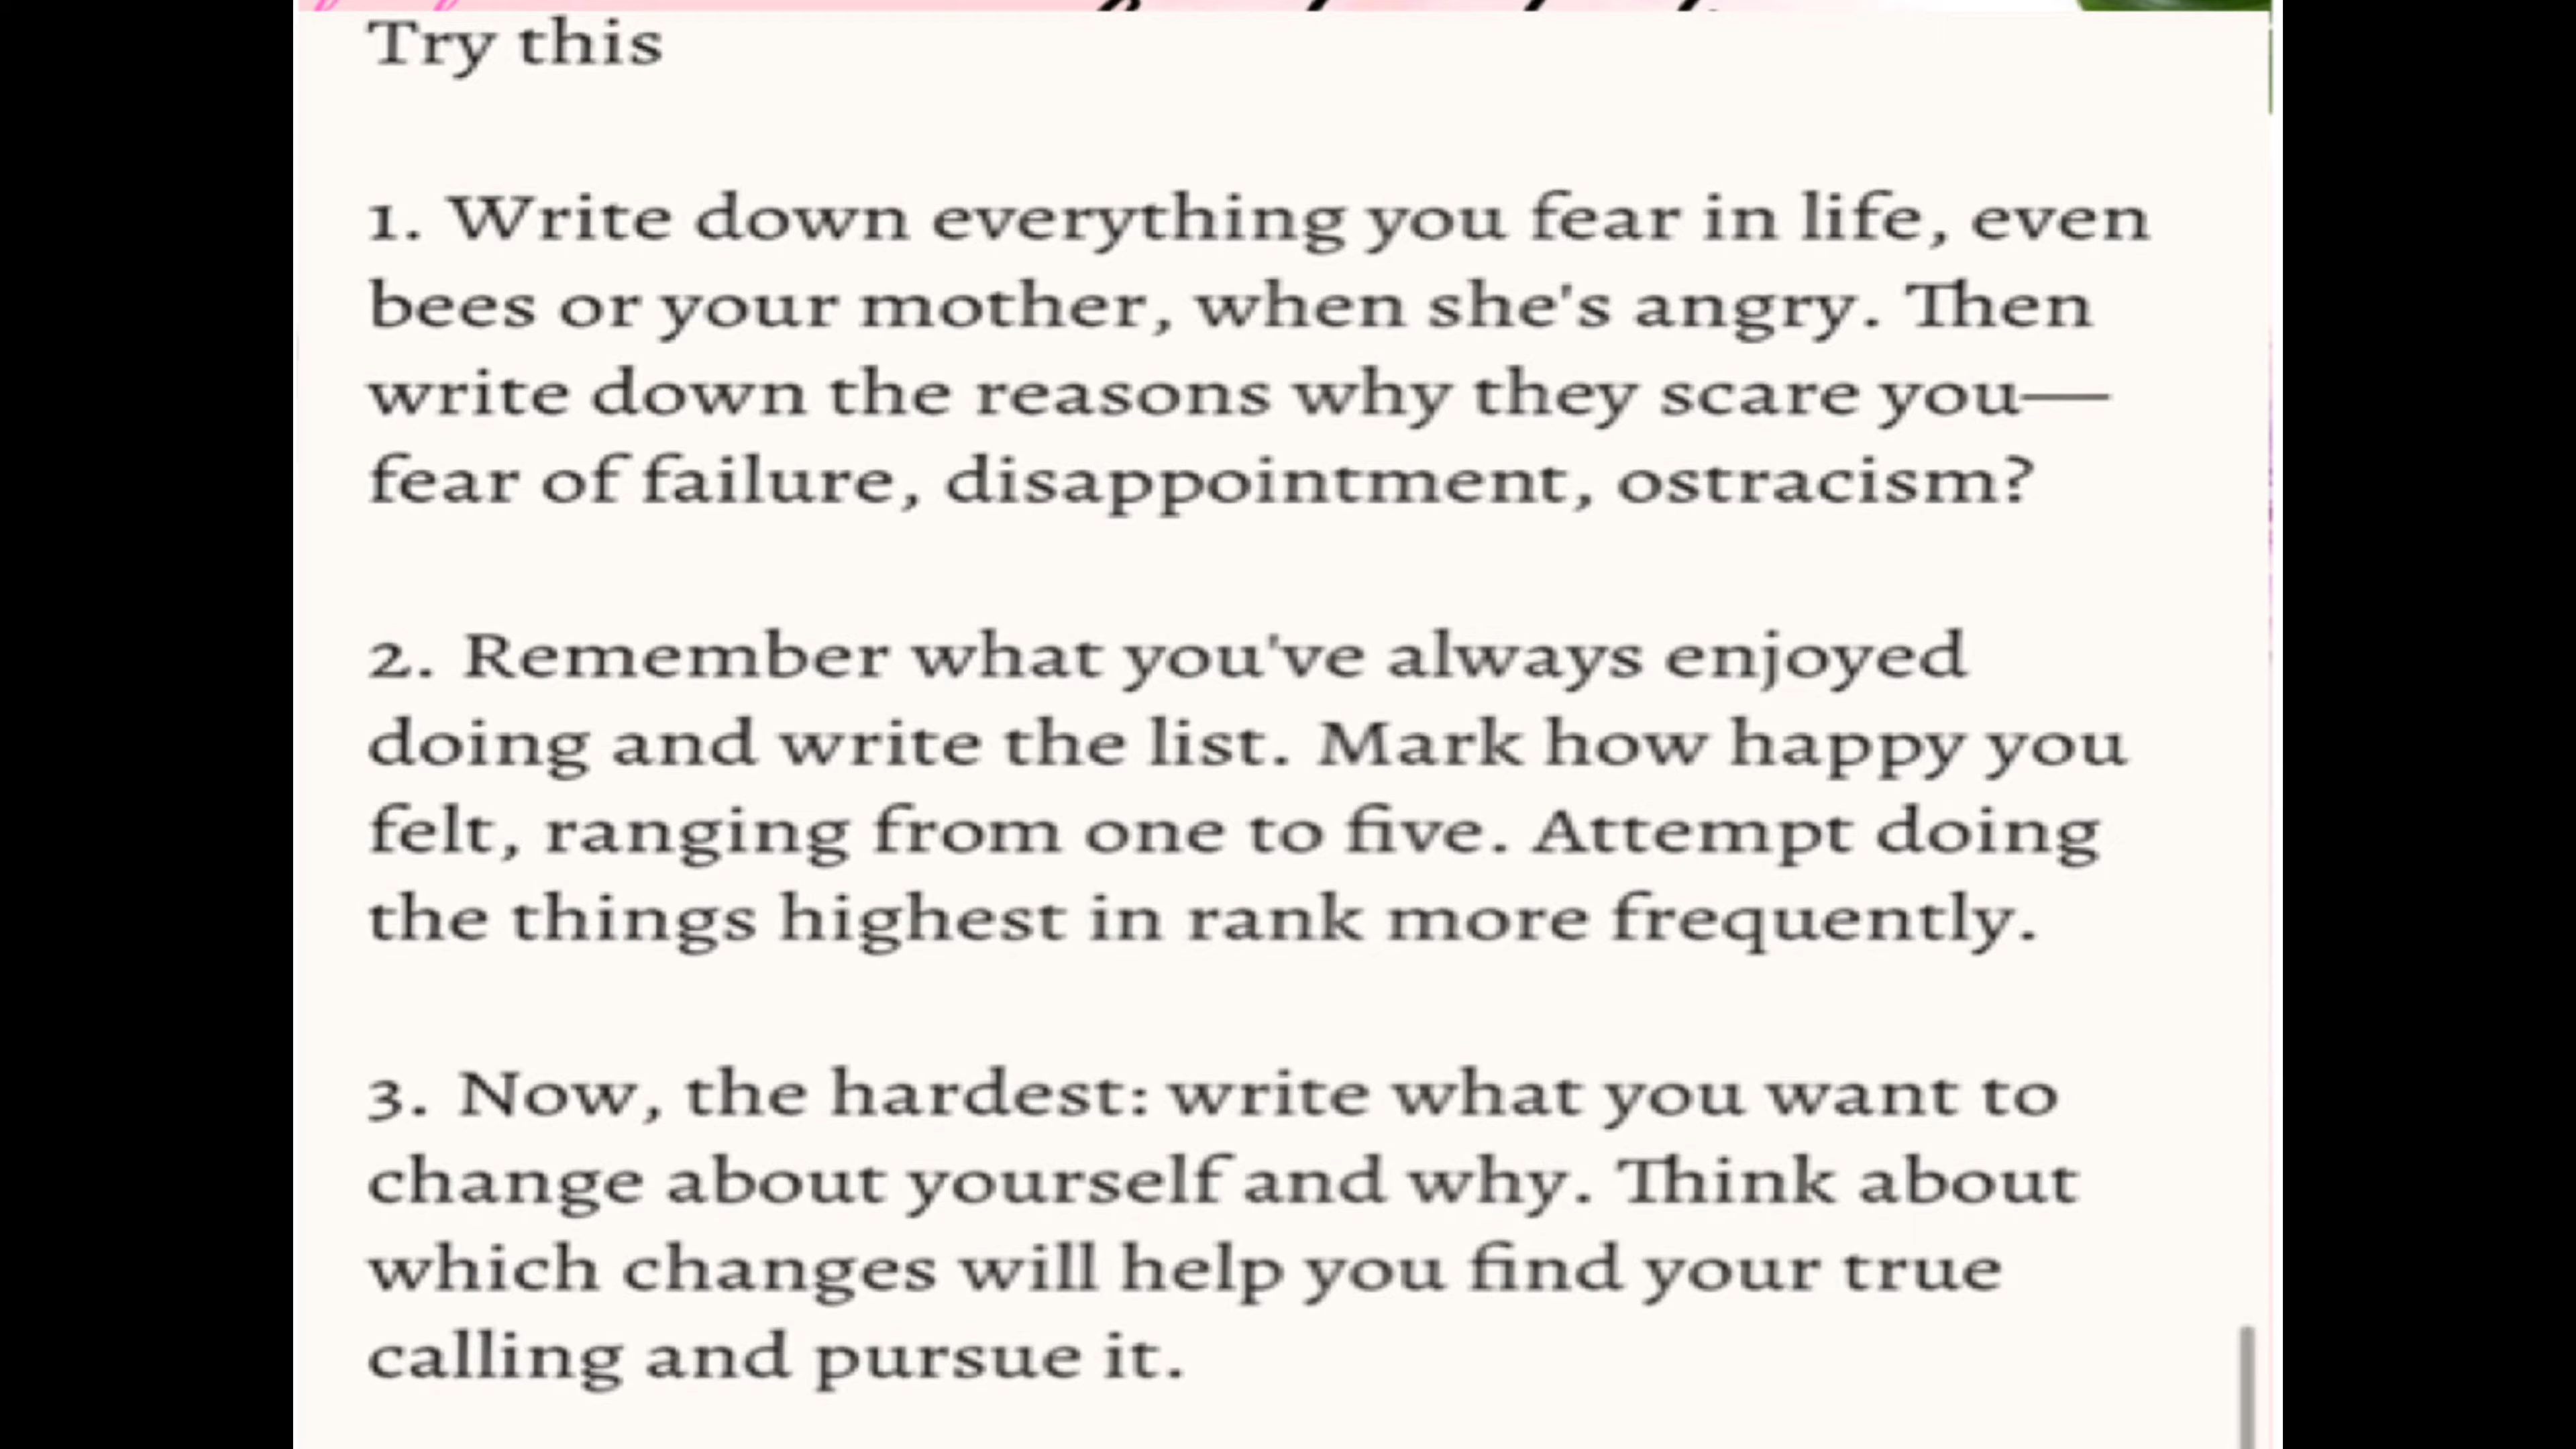 Try this
1. Write down everything you fear in life, even
bees or your mother, when she's angry. Then
write down the reasons why they scare you—
fear of failure, disappointment, ostracism?
2. Remember what you've always enjoyed
doing and write the list. Mark how happy you
felt, ranging from one to five. Attempt doing
the things highest in rank more frequently.
3. Now, the hardest: write what you want to
change about yourself and why. Think about
which changes will help you find your true
calling and pursue it.